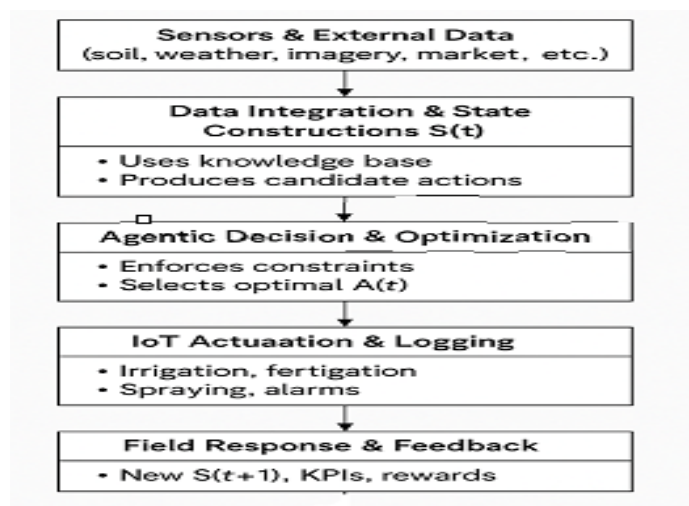 Sensors & External Data
(soil, weather, imagery, market, etc.)
Data Integration & State
Constructions S(t)
• Uses knowledge base
• Produces candidate actions
Agentic Decision & Optimization
• Enforces constraints
• Selects optimal A(t)
IoT Actuaation & Logging
• Irrigation, fertigation
• Spraying, alarms
Field Response & Feedback
• New S(t+1), KPIs, rewards